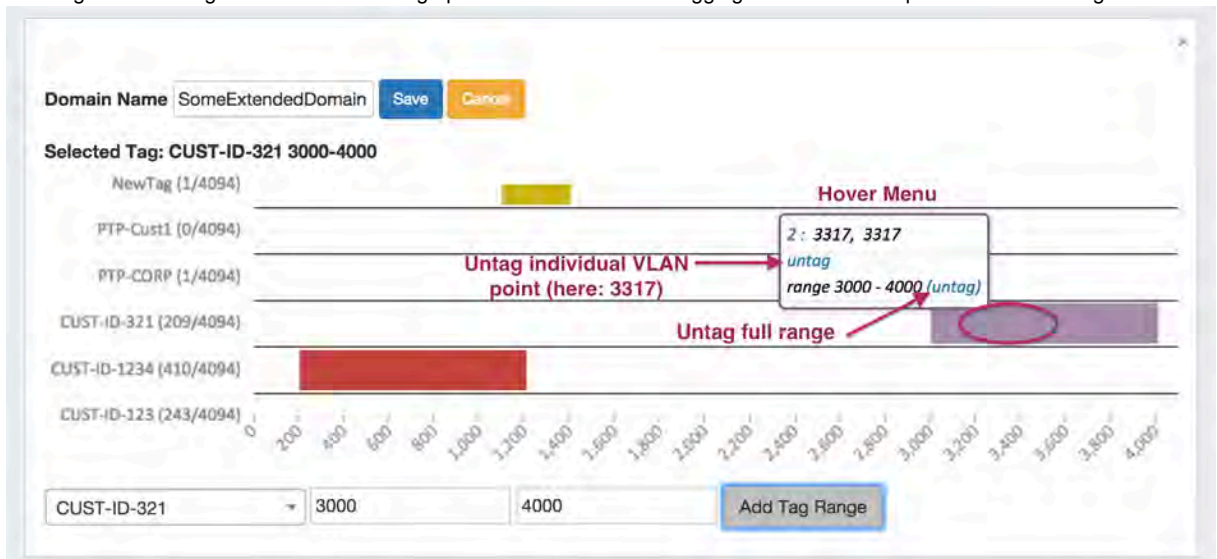 Domain Name SomeExtendedDomain Save Cancel
Selected Tag: CUST-ID-321 3000-4000
NewTag (1/4094)
Hover Menu
PTP-Cust1 (0/4094)
2 : 3317, 3317
untag
range 3000 - 4000 (untag)
Untag individual VLAN
point (here: 3317)
PTP-CORP (1/4094)
CUST-ID-321 (209/4094)
Untag full range
CUST-ID-1234 (410/4094)
CUST-ID-123 (243/4094)
0 200 400 600 800 1,000 1,200 1,400 1,600 1,800 2,000 2,200 2,400 2,600 2,800 3,000 3,200 3,400 3,600 3,800 4,000
CUST-ID-321 3000 4000 Add Tag Range